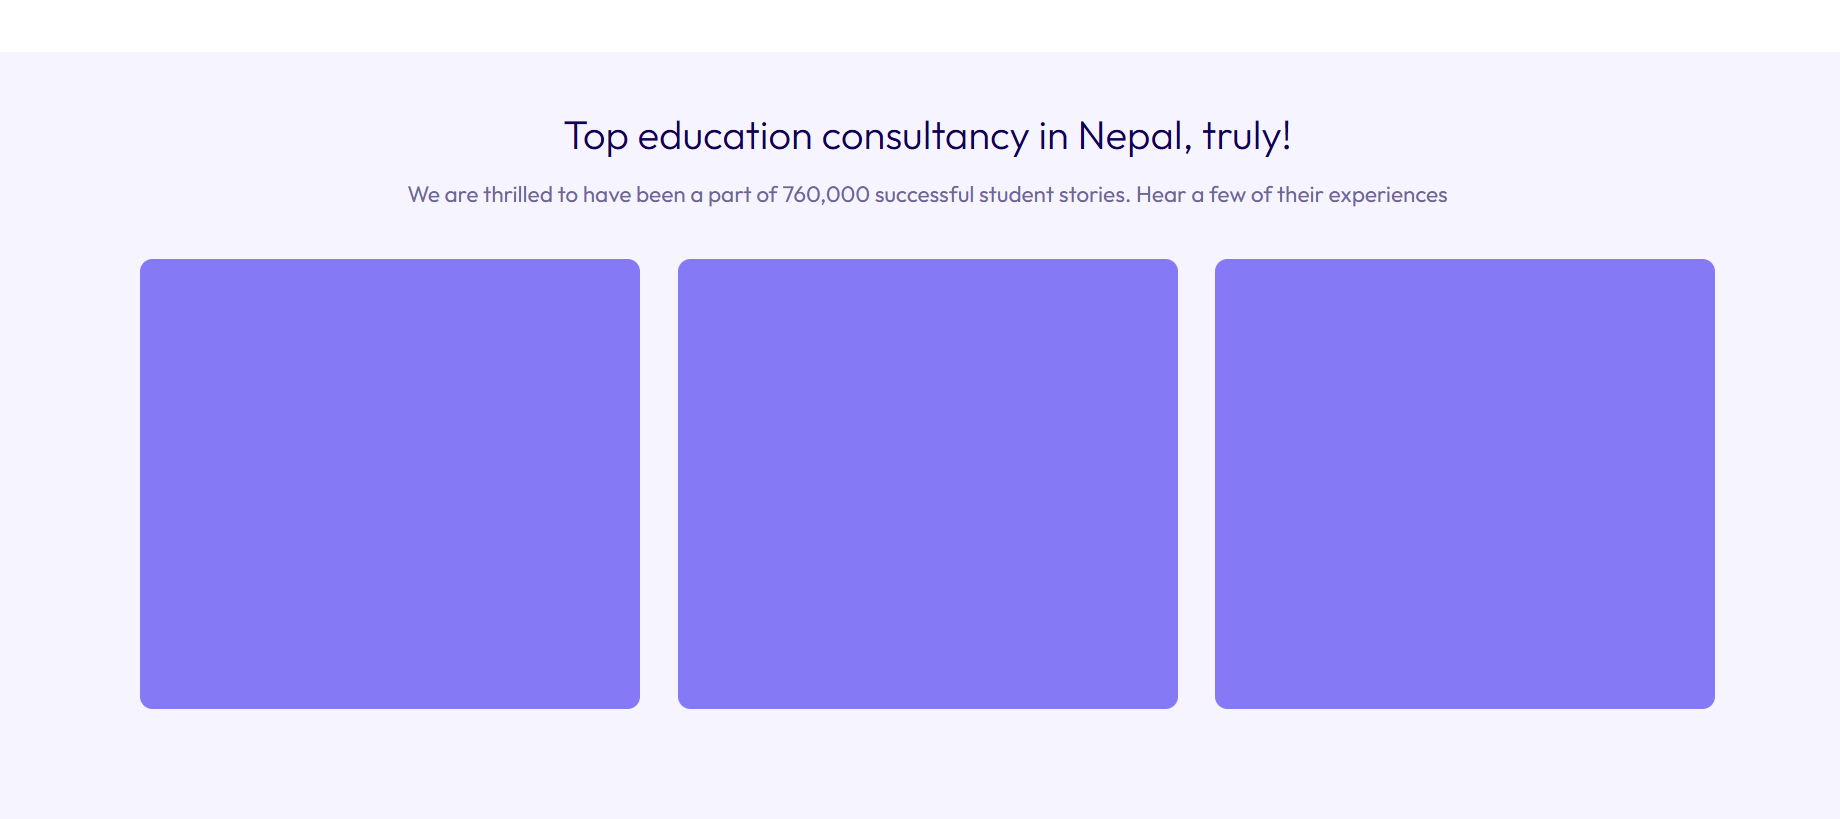 Top education consultancy in Nepal, truly!
We are thrilled to have been a part of 760,000 successful student stories. Hear a few of their experiences